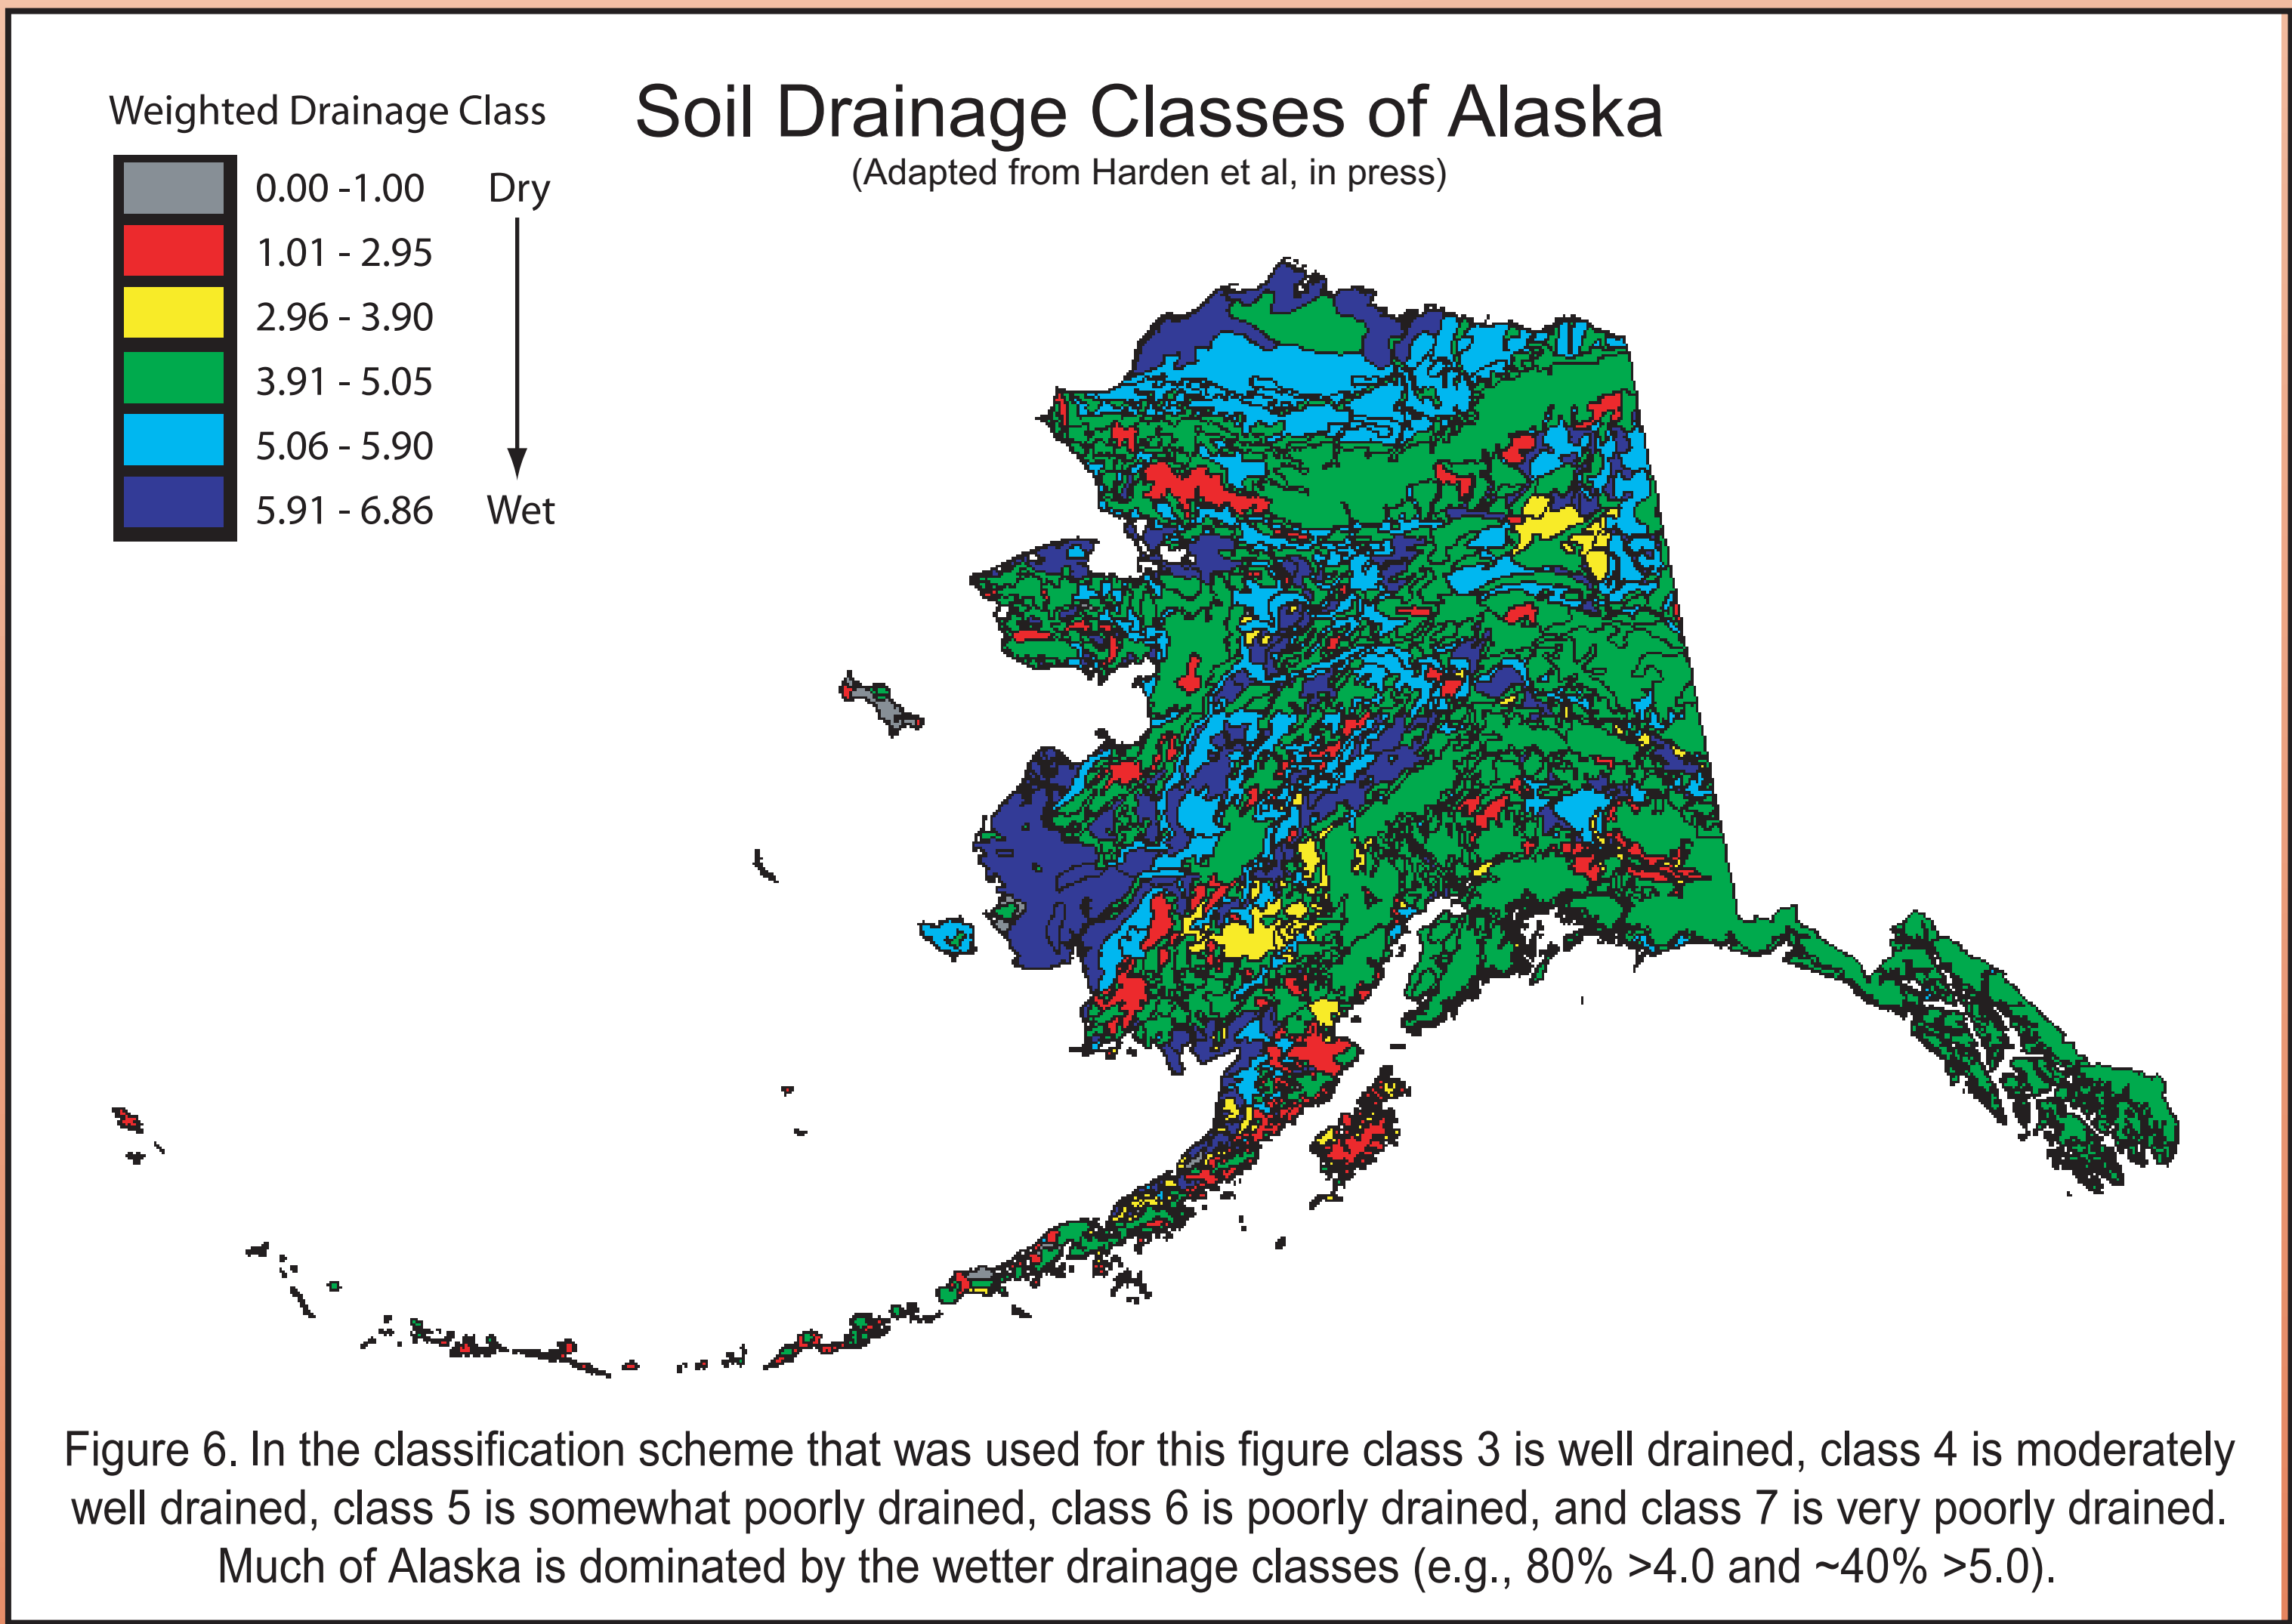 Soil Drainage Classes of Alaska
(Adapted from Harden et al, in press)
Weighted Drainage Class
0.00 -1.00 Dry
1.01 - 2.95
2.96 - 3.90
3.91 - 5.05
5.06 - 5.90
5.91 - 6.86 Wet
Figure 6. In the classification scheme that was used for this figure class 3 is well drained, class 4 is moderately
well drained, class 5 is somewhat poorly drained, class 6 is poorly drained, and class 7 is very poorly drained.
Much of Alaska is dominated by the wetter drainage classes (e.g., 80% >4.0 and ~40% >5.0).